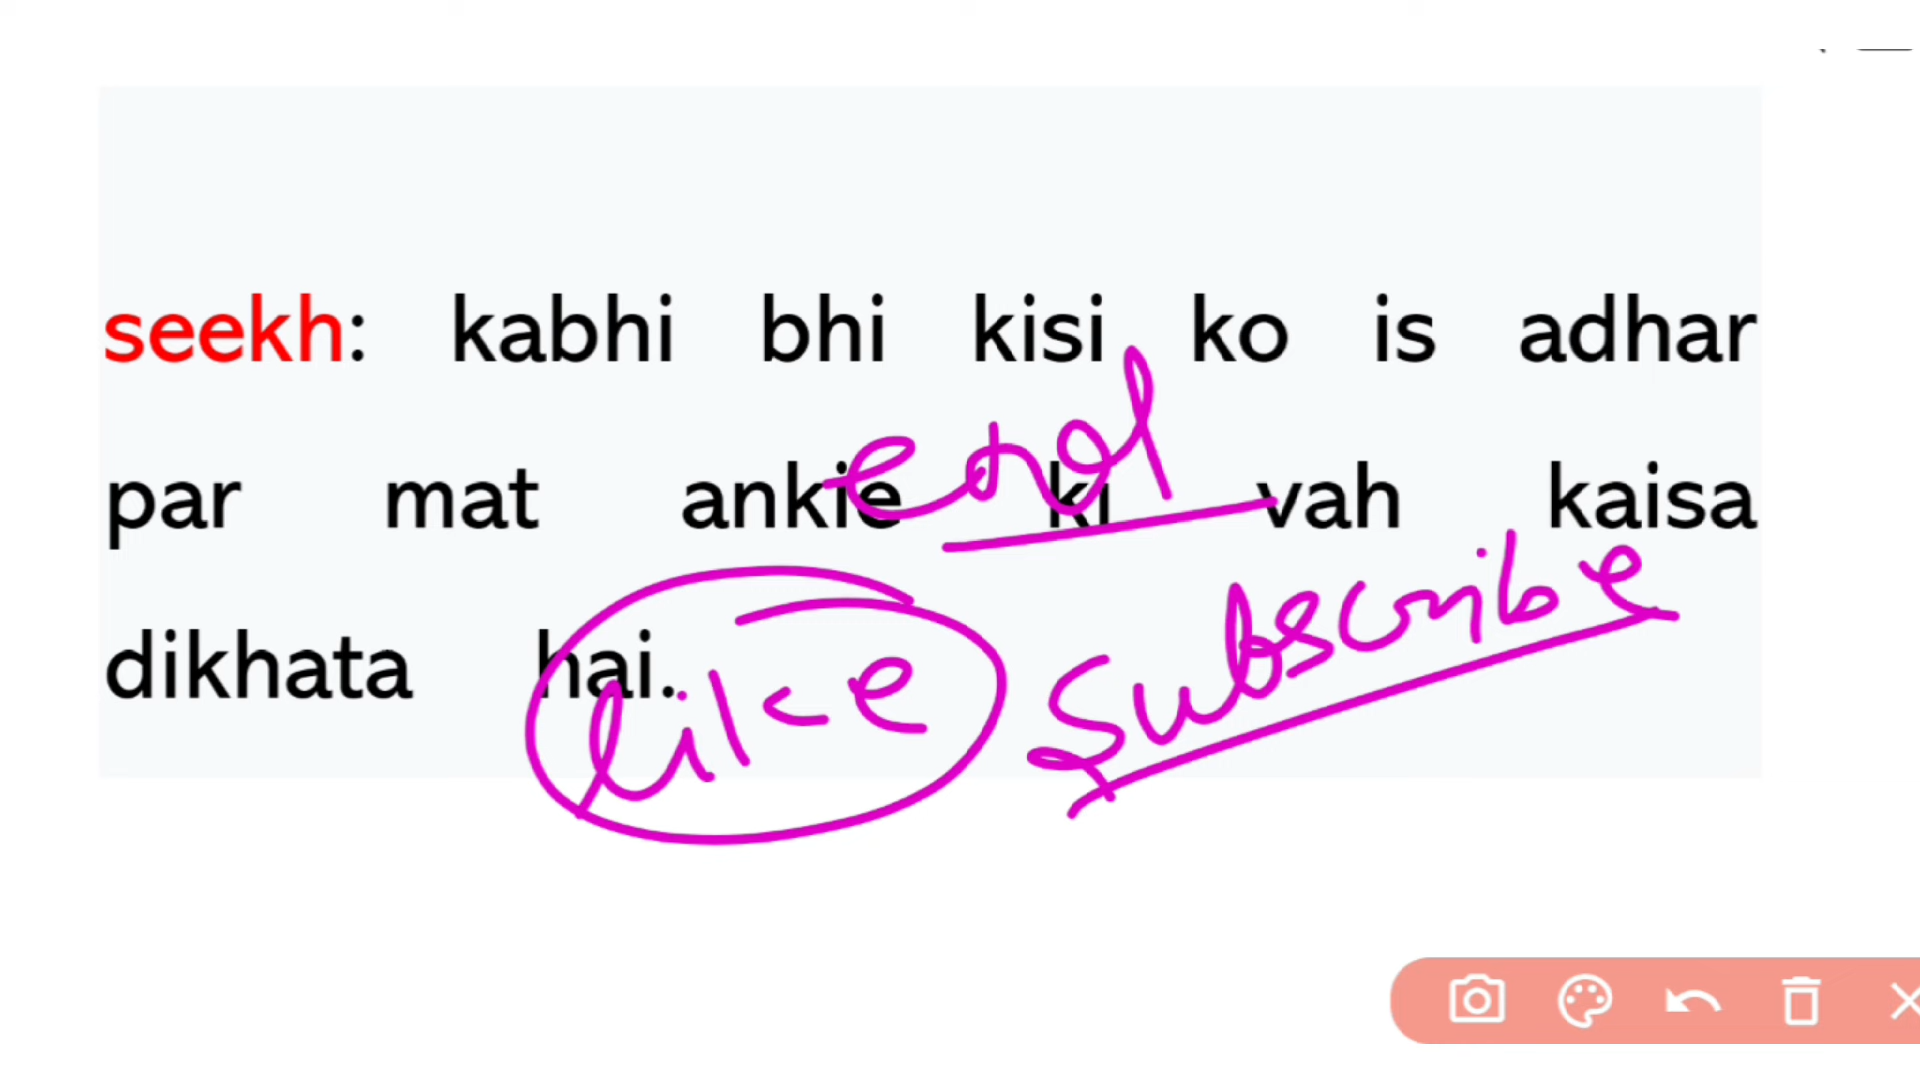 seekh: kabhi bhi kisi ko is adhar
par mat ankie ki vah kaisa
dikhata hai.
end
like
subscribe